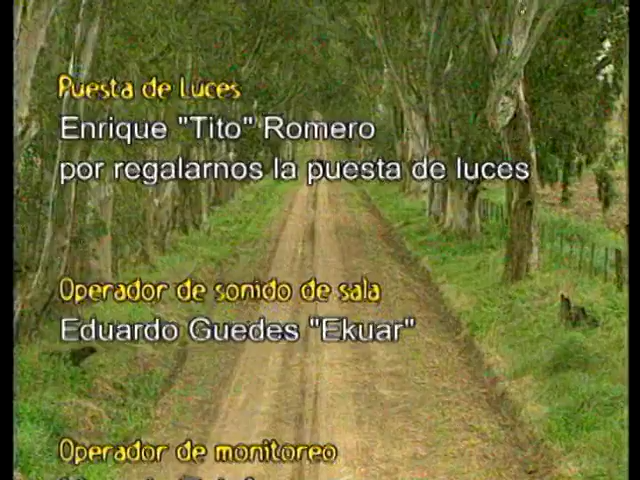 Puesta de Luces
Enrique "Tito" Romero
por regalarnos la puesta de luces
Operador de sonido de sala
Eduardo Guedes "Ekuar"
Operador de monitoreo